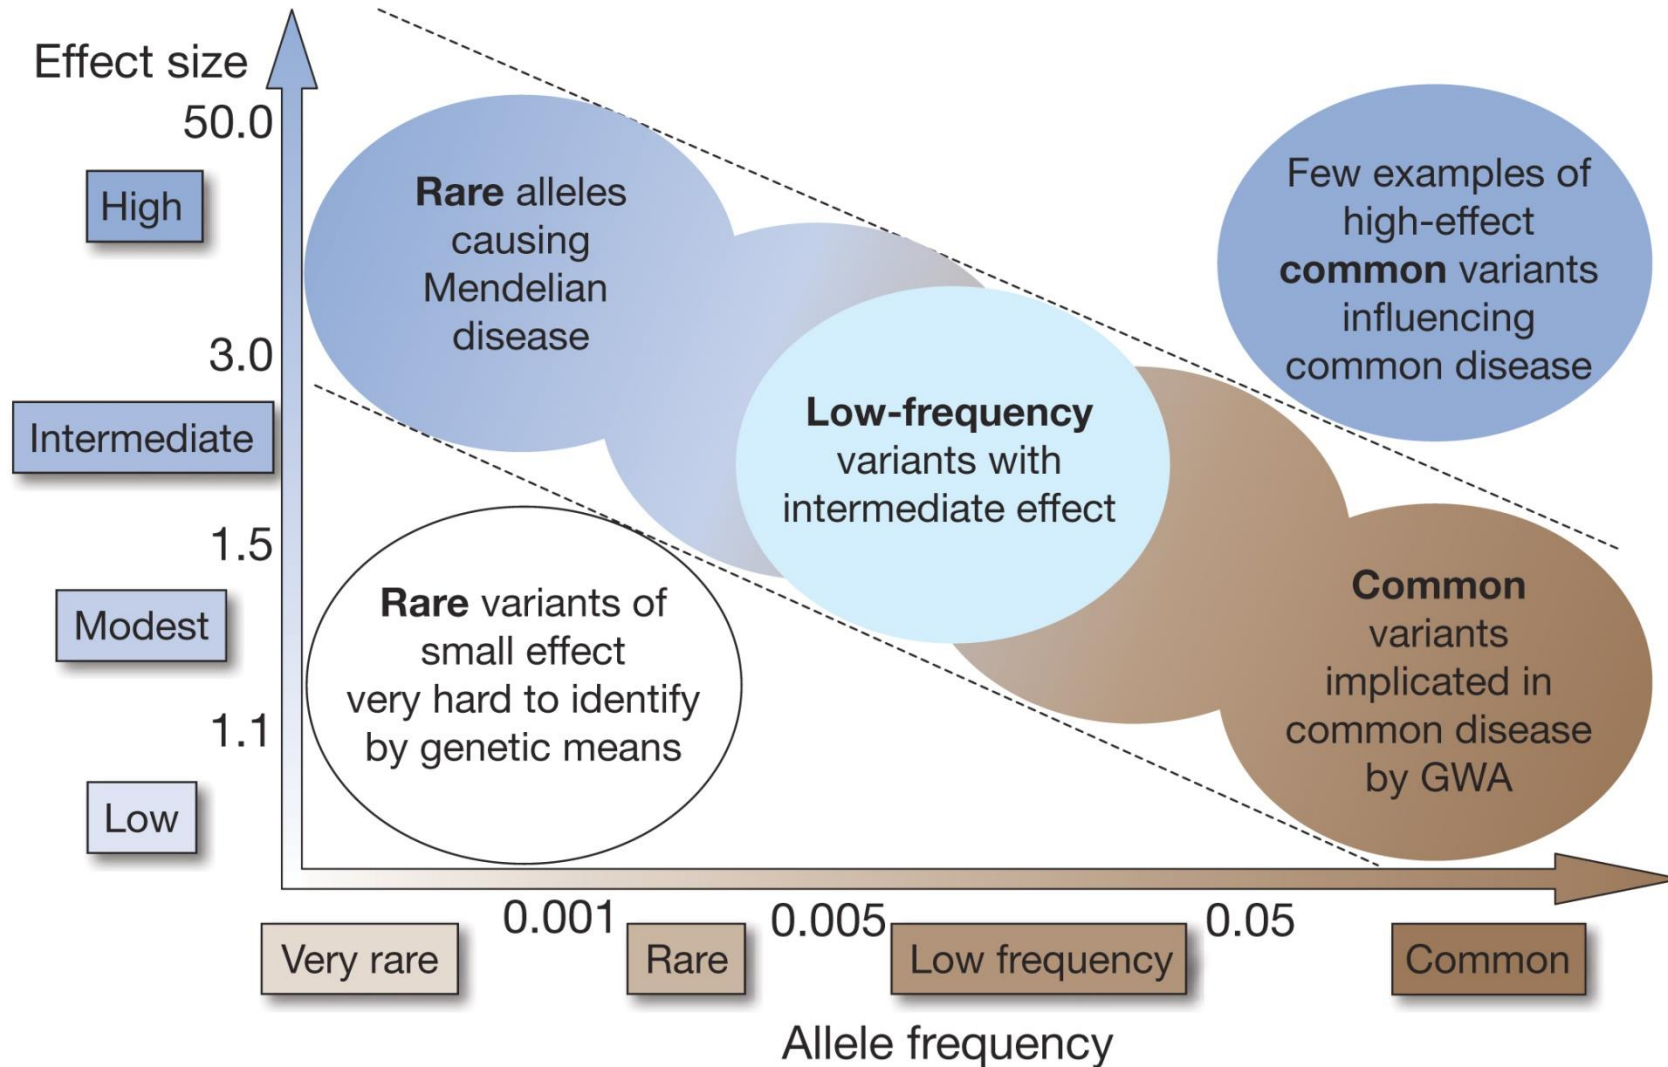 Effect size
50.0
High
3.0
Intermediate
1.5
Modest
1.1
Low
Rare alleles
causing
Mendelian
disease
Few examples of
high-effect
common variants
influencing
common disease
Low-frequency
variants with
intermediate effect
Rare variants of
small effect
very hard to identify
by genetic means
Common
variants
implicated in
common disease
by GWA
0.001
0.005
0.05
Very rare
Rare
Low frequency
Common
Allele frequency